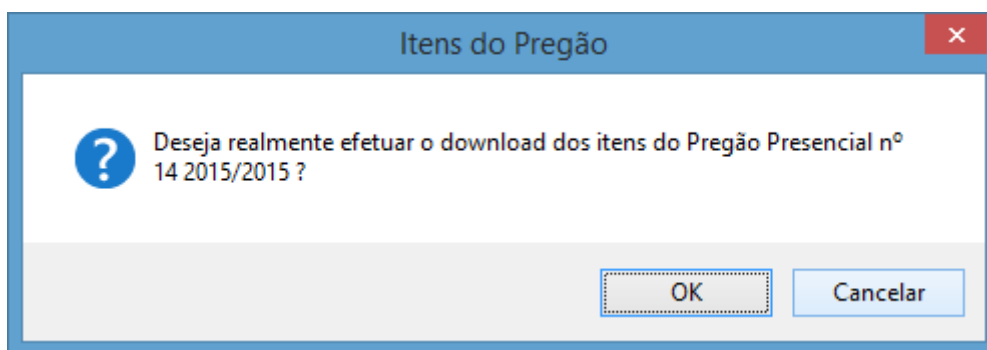 Itens do Pregão
Deseja realmente efetuar o download dos itens do Pregão Presencial nº
14 2015/2015 ?
OK
Cancelar